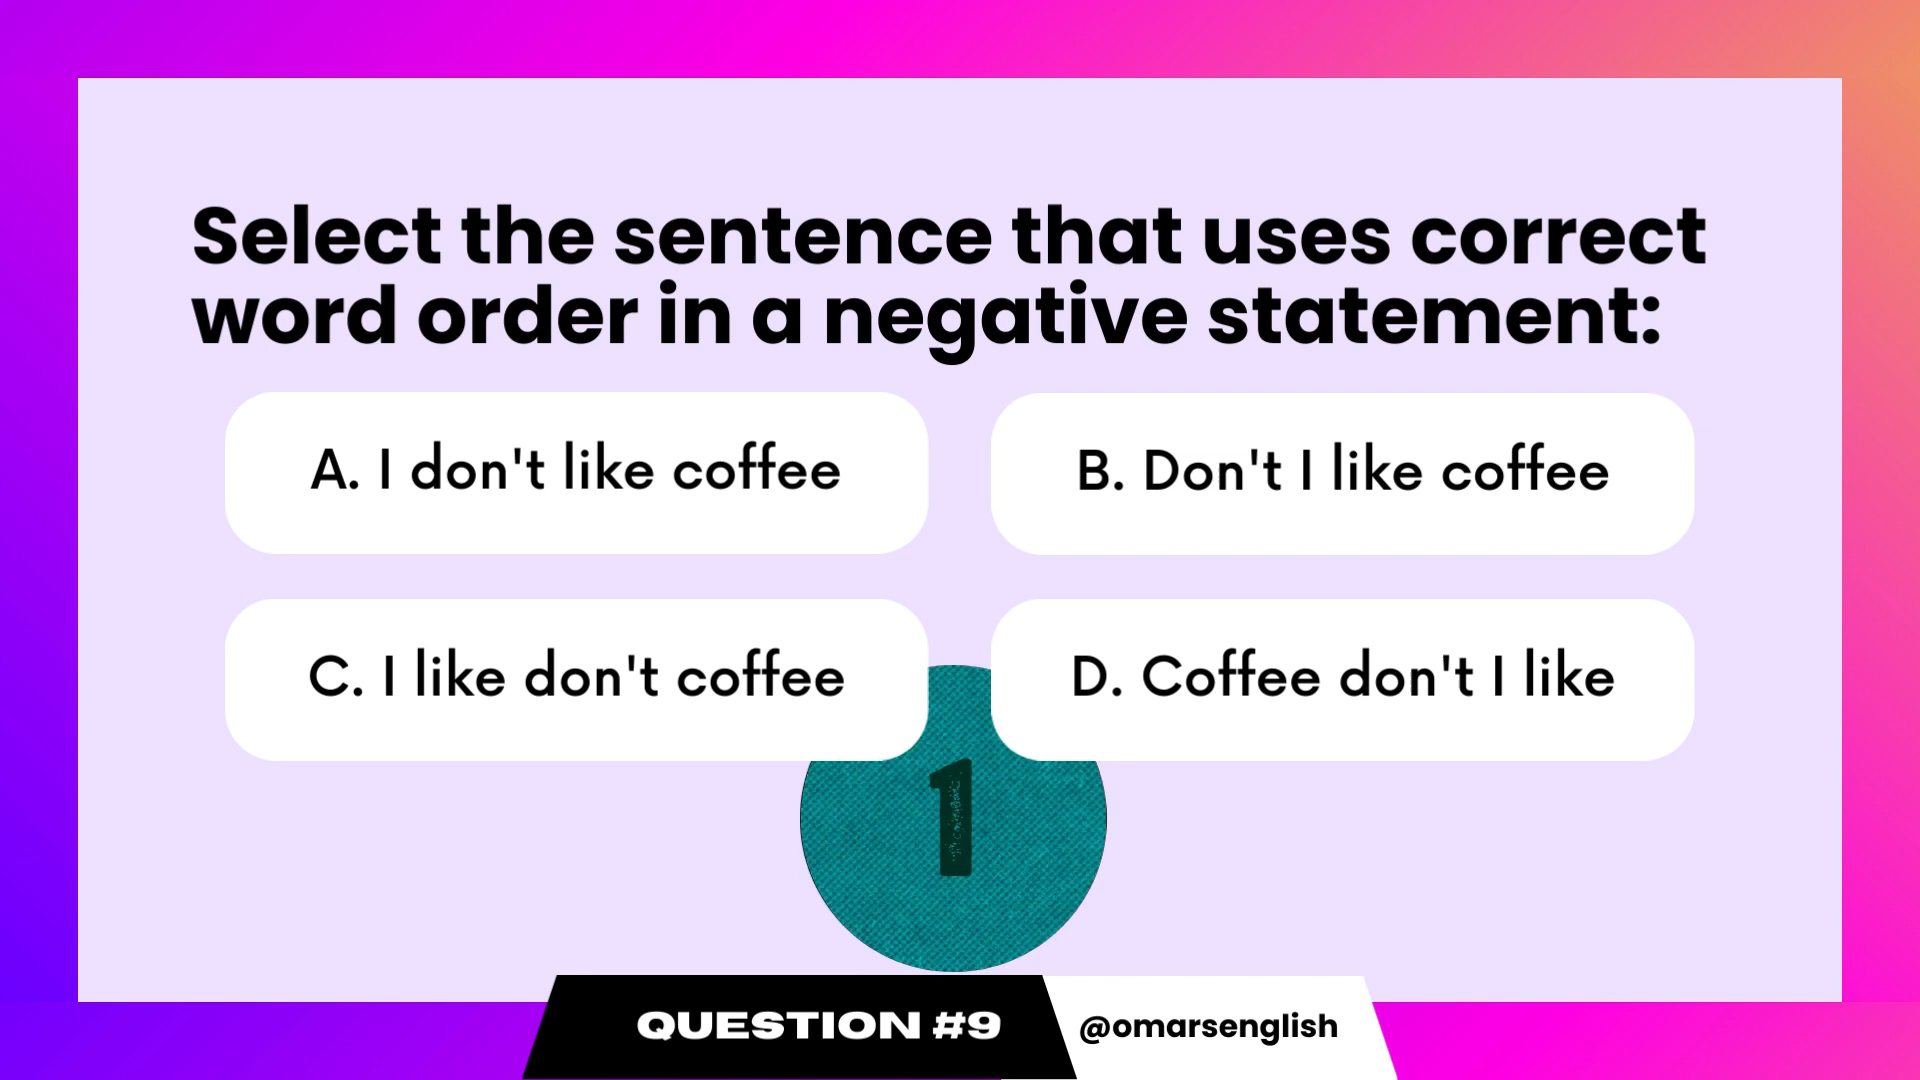 Select the sentence that uses correct
word order in a negative statement:
A. I don't like coffee
B. Don't I like coffee
C. I like don't coffee
D. Coffee don't I like
1
QUESTION #9
@omarsenglish